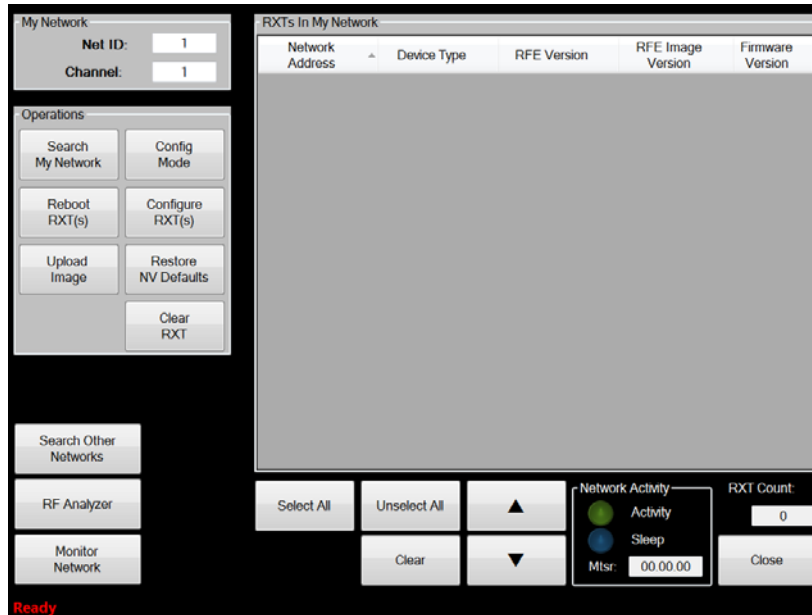 My Network
Net ID: 1
Channel: 1
Operations
Search
My Network
Config
Mode
Reboot
RXT(s)
Configure
RXT(s)
Upload
Image
Restore
NV Defaults
Clear
RXT
Search Other
Networks
RF Analyzer
Monitor
Network
Ready
RXTs In My Network
Network
Address
Device Type
RFE Version
RFE Image
Version
Firmware
Version
Select All
Unselect All
▲
Clear
▼
Network Activity
Activity
Sleep
Mtsr: 00.00.00
RXT Count:
0
Close